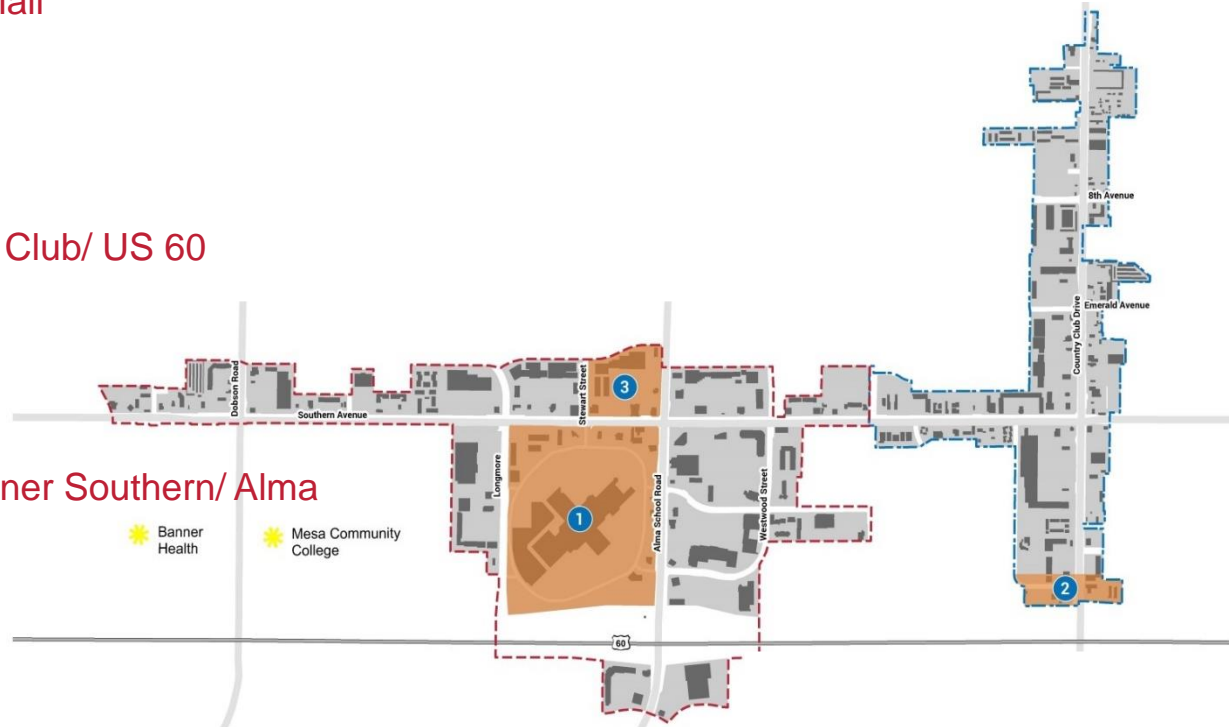 Club/ US 60
ner Southern/ Alma
Banner
Health
Mesa Community
College
Dobson Road
Southern Avenue
Longmore
Stewart Street
Alma School Road
Westwood Street
Country Club Drive
8th Avenue
Emerald Avenue
1
2
3
60